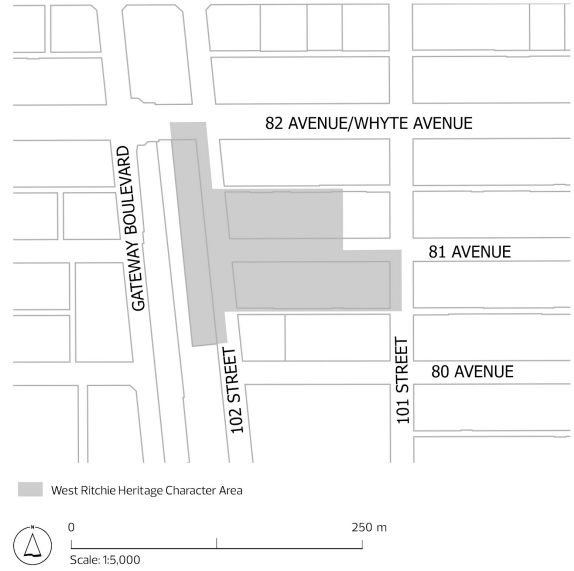 82 AVENUE/WHYTE AVENUE
GATEWAY BOULEVARD
81 AVENUE
80 AVENUE
102 STREET
101 STREET
West Ritchie Heritage Character Area
N
0
250 m
Scale: 1:5,000